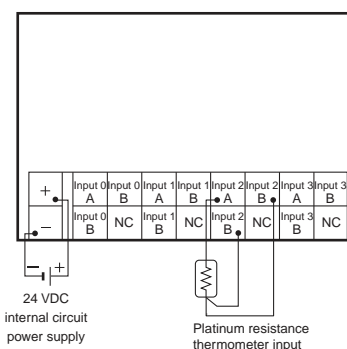 + Input 0 A Input 0 B Input 1 A Input 1 B Input 2 A Input 2 B Input 3 A Input 3 B
− Input 0 B NC Input 1 B NC Input 2 B NC Input 3 B NC
− +
24 VDC
internal circuit
power supply
Platinum resistance
thermometer input